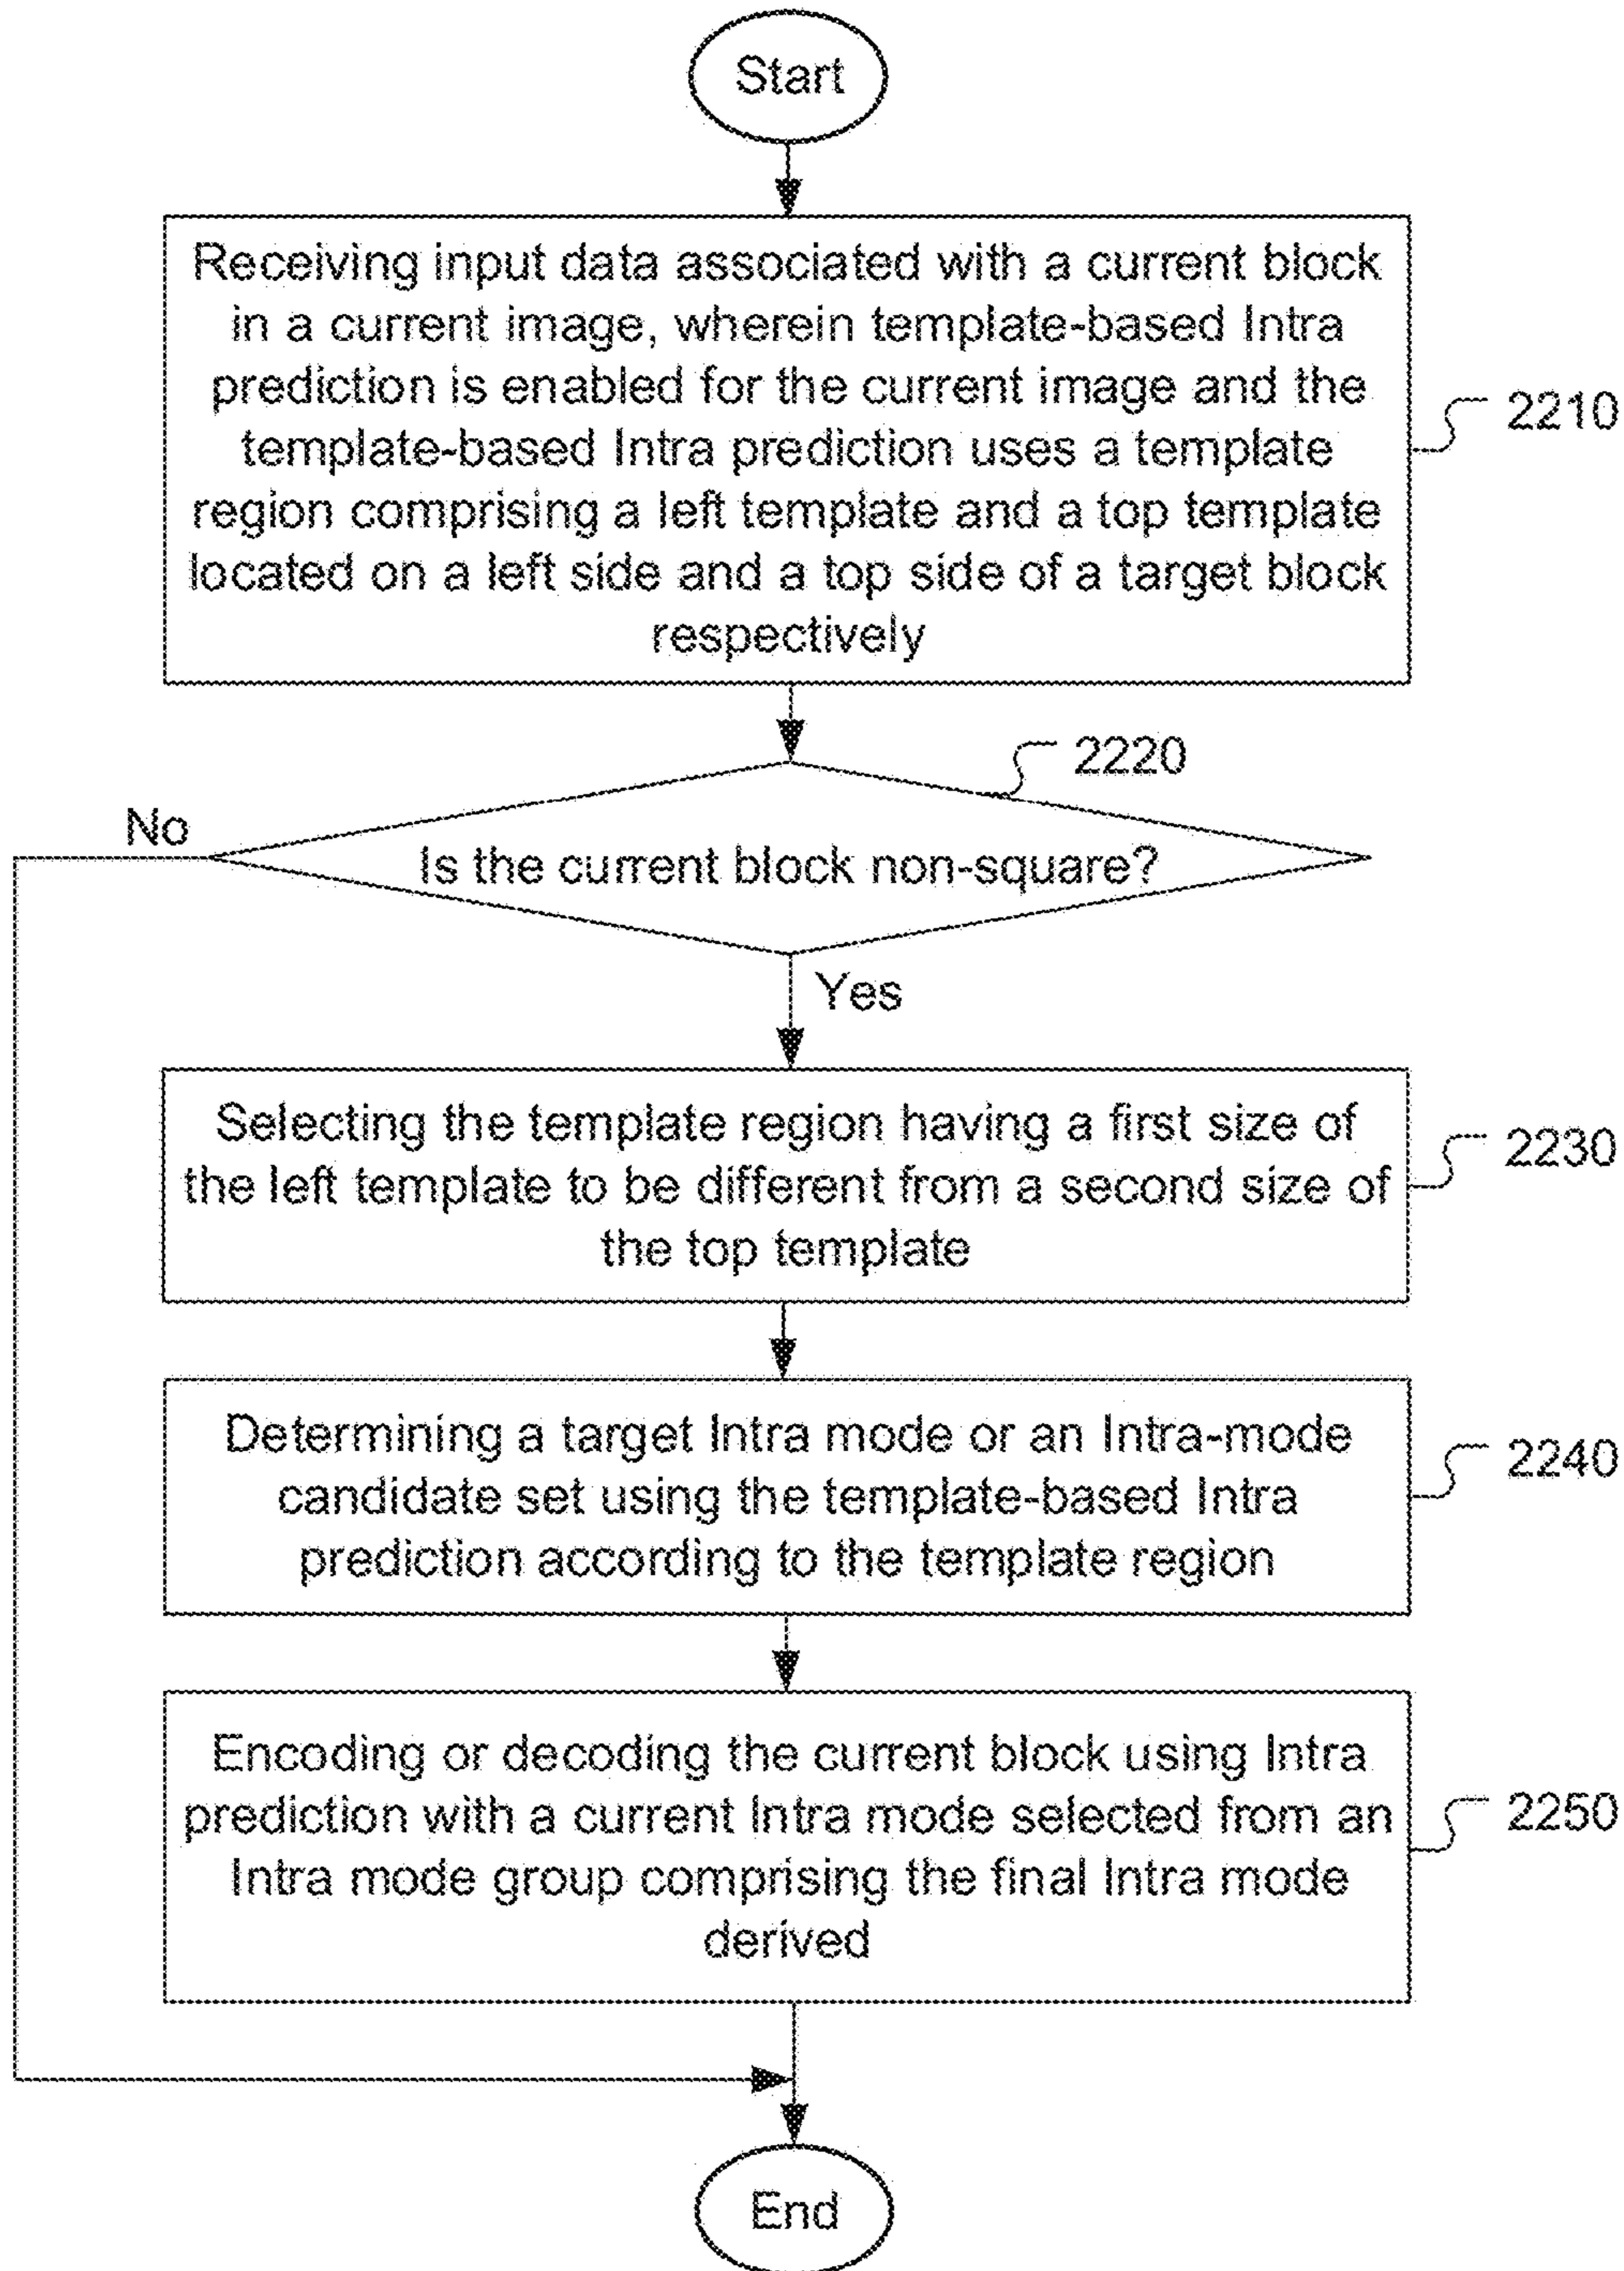 Start
Receiving input data associated with a current block
in a current image, wherein template-based Intra
prediction is enabled for the current image and the
template-based Intra prediction uses a template
region comprising a left template and a top template
located on a left side and a top side of a target block
respectively
2210
2220
No
Is the current block non-square?
Yes
Selecting the template region having a first size of
the left template to be different from a second size of
the top template
2230
Determining a target Intra mode or an Intra-mode
candidate set using the template-based Intra
prediction according to the template region
2240
Encoding or decoding the current block using Intra
prediction with a current Intra mode selected from an
Intra mode group comprising the final Intra mode
derived
2250
End